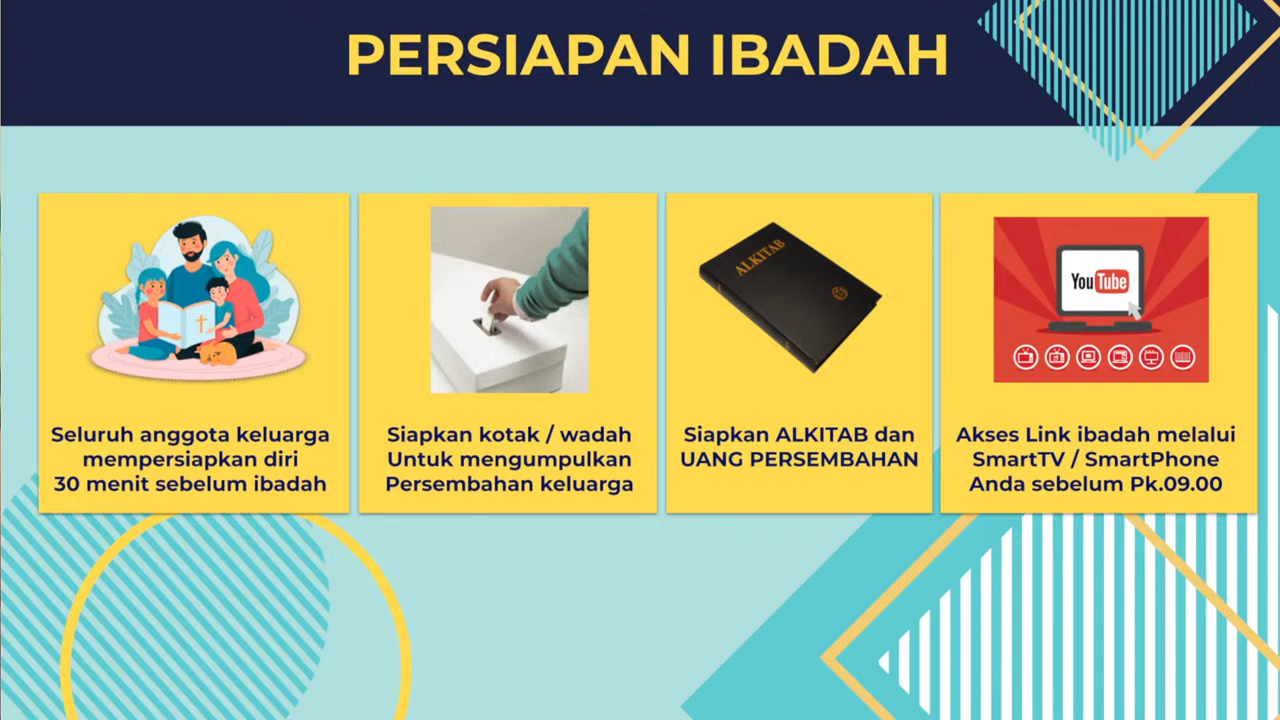 PERSIAPAN IBADAH
Seluruh anggota keluarga
mempersiapkan diri
30 menit sebelum ibadah
Siapkan kotak / wadah
Untuk mengumpulkan
Persembahan keluarga
ALKITAB
Siapkan ALKITAB dan
UANG PERSEMBAHAN
YouTube
Akses Link ibadah melalui
SmartTV / SmartPhone
Anda sebelum Pk.09.00